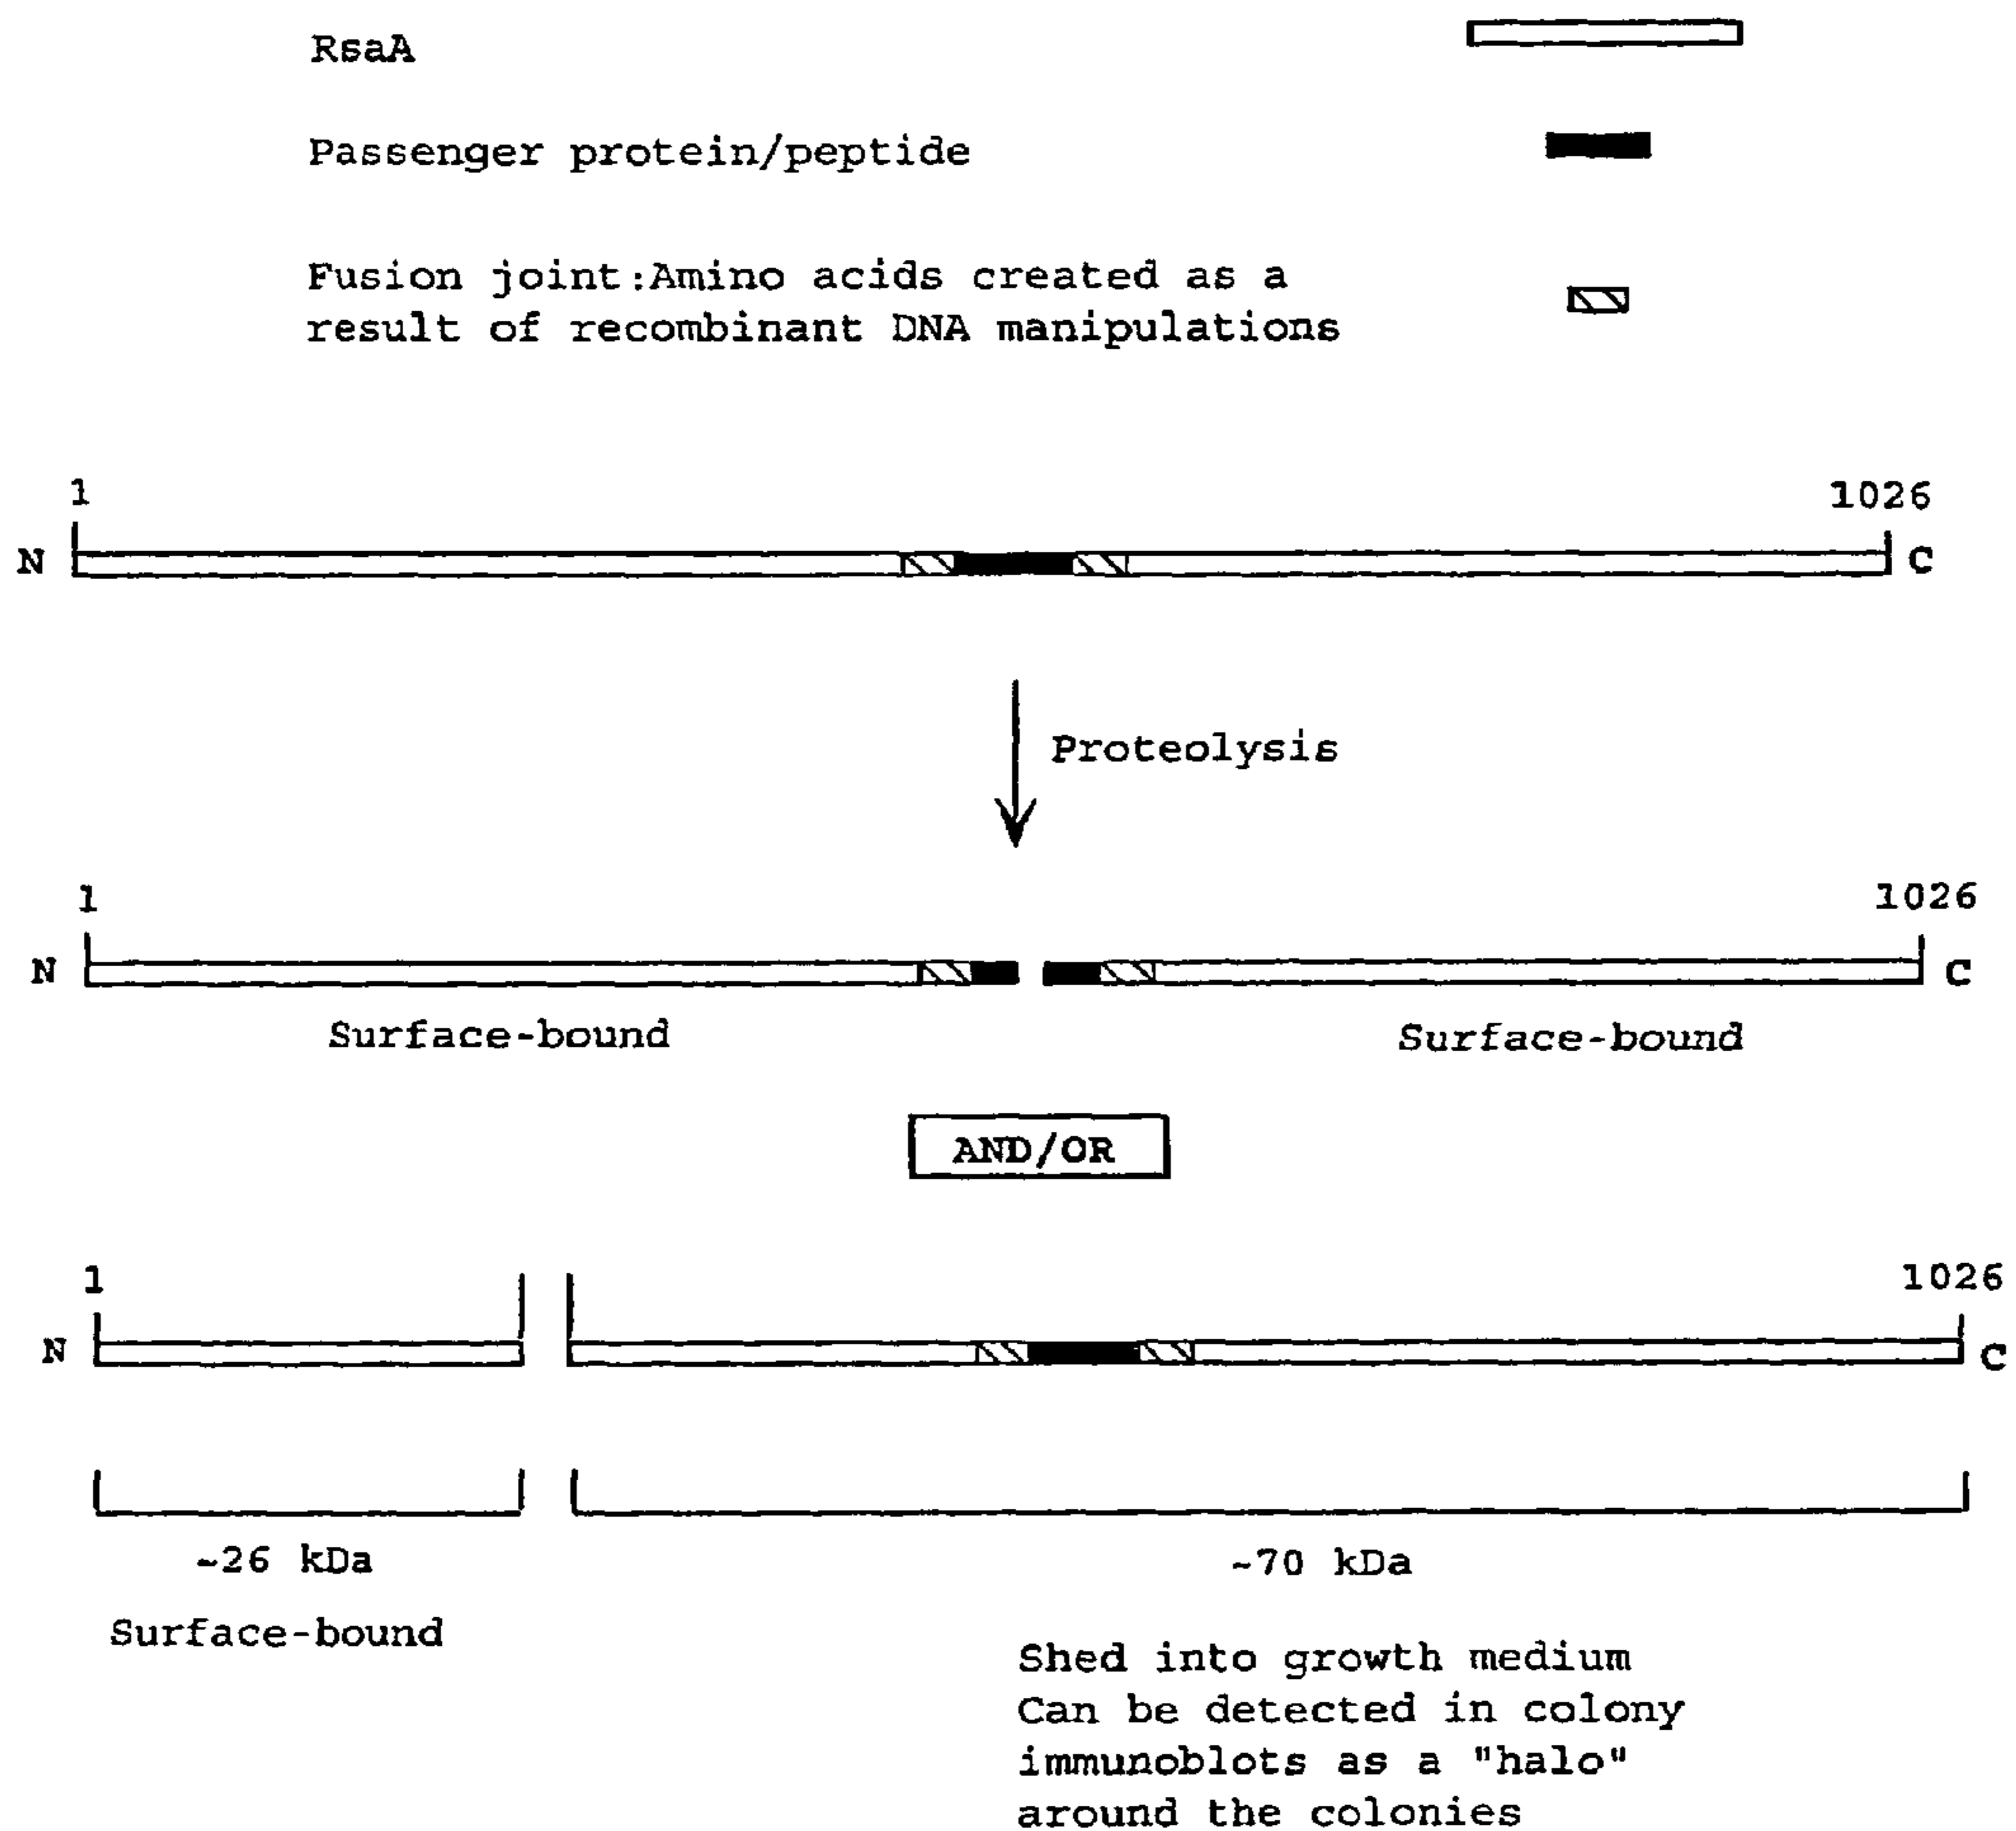 RsaA
Passenger protein/peptide
Fusion joint:Amino acids created as a
result of recombinant DNA manipulations
1 1026
N C
Proteolysis
1 1026
N C
Surface-bound Surface-bound
AND/OR
1 1026
N C
~26 kDa ~70 kDa
Surface-bound
Shed into growth medium
Can be detected in colony
immunoblots as a "halo"
around the colonies